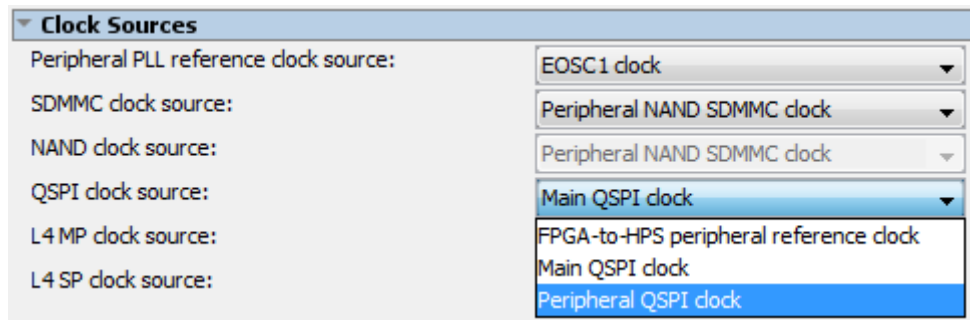 Clock Sources
Peripheral PLL reference clock source: EOSC1 clock
SDMMC clock source: Peripheral NAND SDMMC clock
NAND clock source: Peripheral NAND SDMMC clock
QSPI clock source: Main QSPI clock
L4 MP clock source: FPGA-to-HPS peripheral reference clock
Main QSPI clock
L4 SP clock source:
Peripheral QSPI clock